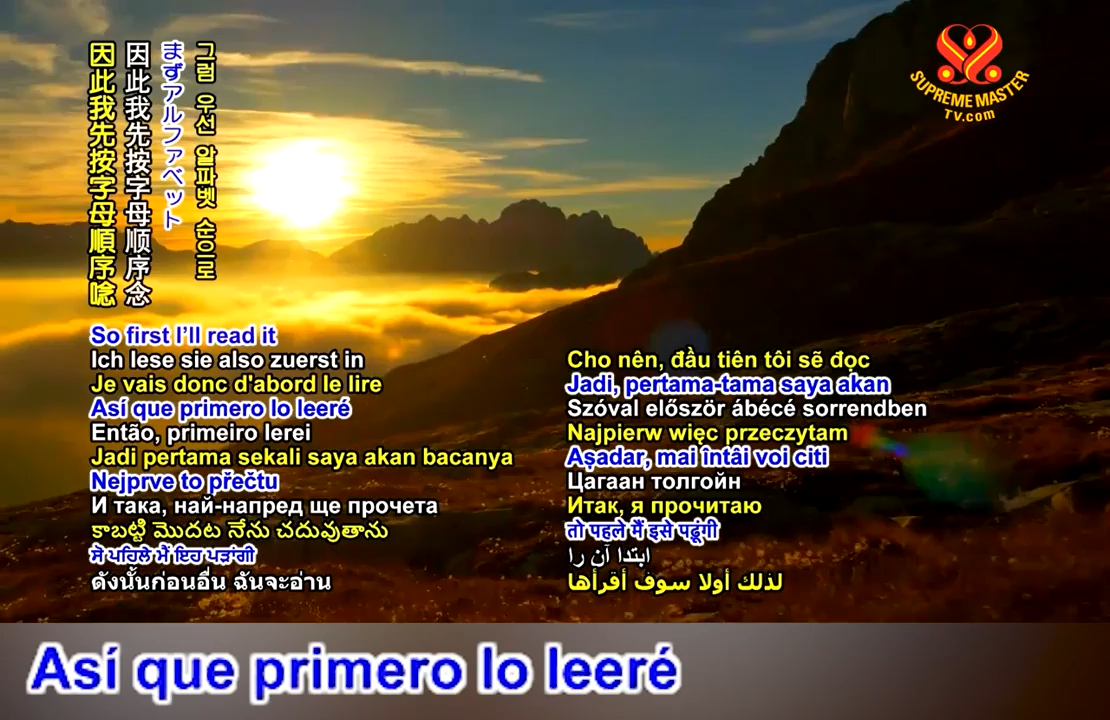 因此我先按字母順序唸
因此我先按字母顺序念
まずアルファベット
그럼 우선 알파벳 순으로
SUPREME MASTER
TV.com
So first I’ll read it
Ich lese sie also zuerst in
Je vais donc d'abord le lire
Así que primero lo leeré
Então, primeiro lerei
Jadi pertama sekali saya akan bacanya
Nejprve to přečtu
И така, най-напред ще прочета
కాబట్టి మొదట నేను చదువుతాను
ਸੋ ਪਹਿਲੇ ਮੈਂ ਇਹ ਪੜਾਂਗੀ
ดังนั้นก่อนอื่น ฉันจะอ่าน
Cho nên, đầu tiên tôi sẽ đọc
Jadi, pertama-tama saya akan
Szóval először ábécé sorrendben
Najpierw więc przeczytam
Așadar, mai întâi voi citi
Цагаан толгойн
Итак, я прочитаю
तो पहले मैं इसे पढूंगी
ابتدا آن را
لذلك أولا سوف أقرأها
Así que primero lo leeré